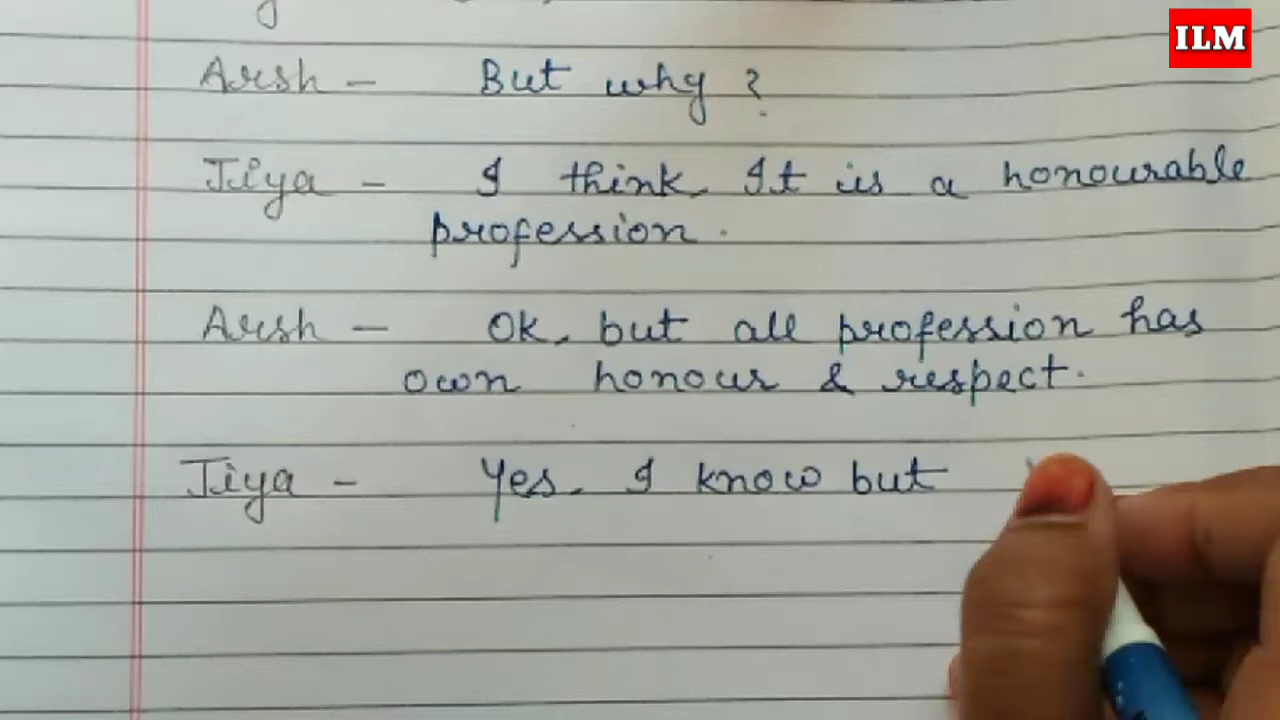 ILM
Arsh - But why ?
Jiya - I think, It is a honourable
profession.
Arsh - Ok, but all profession has
own honour & respect.
Jiya - Yes, I know but